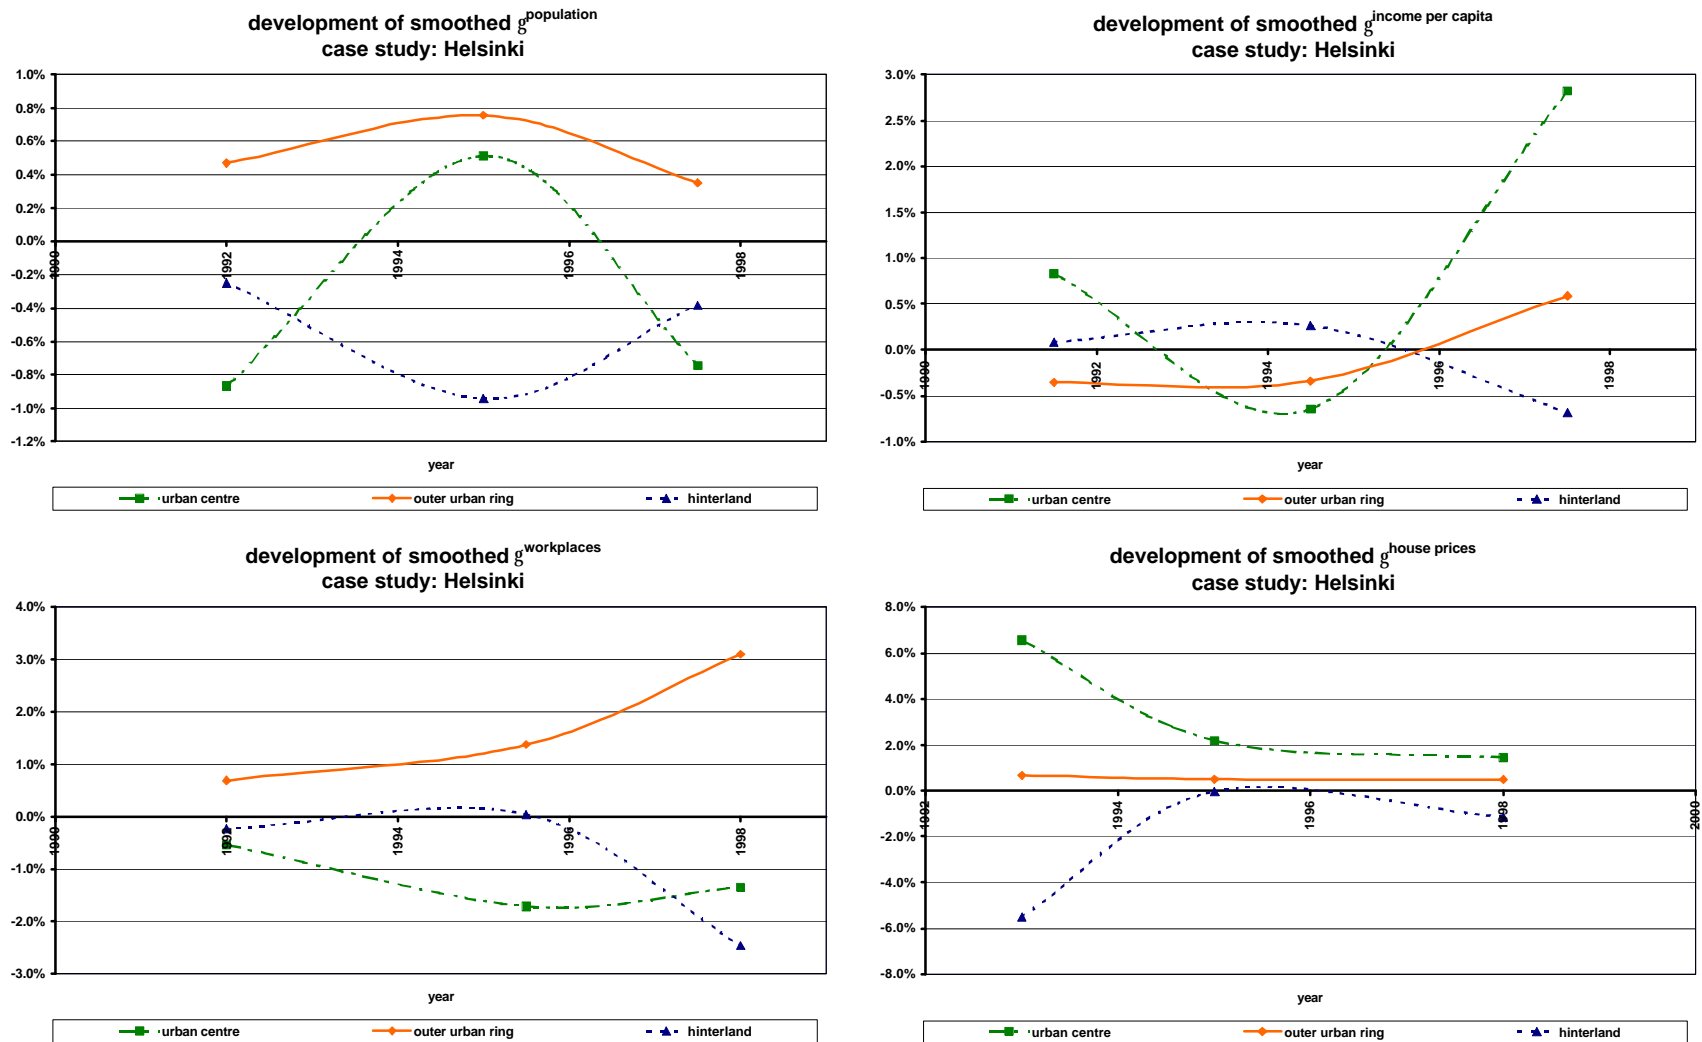 development of smoothed g^population
case study: Helsinki
1.0%
0.8%
0.6%
0.4%
0.2%
0.0%
-0.2%
-0.4%
-0.6%
-0.8%
-1.0%
-1.2%
1990
1992
1994
1996
1998
year
urban centre
outer urban ring
hinterland
development of smoothed g^income per capita
case study: Helsinki
3.0%
2.5%
2.0%
1.5%
1.0%
0.5%
0.0%
-0.5%
-1.0%
1990
1992
1994
1996
1998
year
urban centre
outer urban ring
hinterland
development of smoothed g^workplaces
case study: Helsinki
4.0%
3.0%
2.0%
1.0%
0.0%
-1.0%
-2.0%
-3.0%
1990
1992
1994
1996
1998
year
urban centre
outer urban ring
hinterland
development of smoothed g^house prices
case study: Helsinki
8.0%
6.0%
4.0%
2.0%
0.0%
-2.0%
-4.0%
-6.0%
-8.0%
1992
1994
1996
1998
2000
year
urban centre
outer urban ring
hinterland